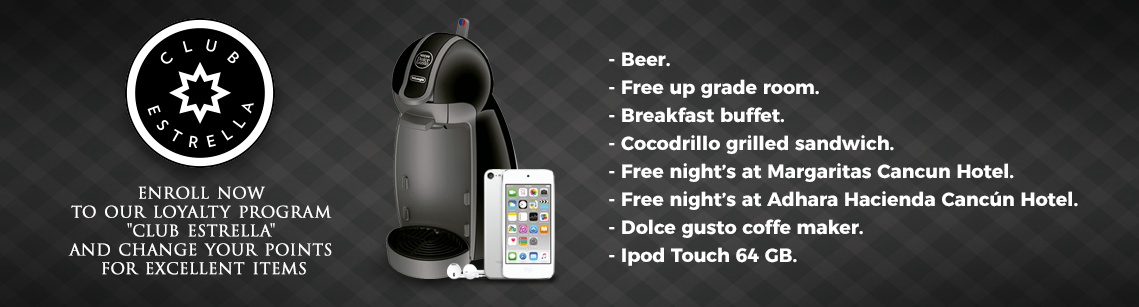 CLUB
ESTRELLA
ENROLL NOW
TO OUR LOYALTY PROGRAM
"CLUB ESTRELLA"
AND CHANGE YOUR POINTS
FOR EXCELLENT ITEMS
DeLonghi
- Beer.
- Free up grade room.
- Breakfast buffet.
- Cocodrillo grilled sandwich.
- Free night's at Margaritas Cancun Hotel.
- Free night's at Adhara Hacienda Cancún Hotel.
- Dolce gusto coffe maker.
- Ipod Touch 64 GB.